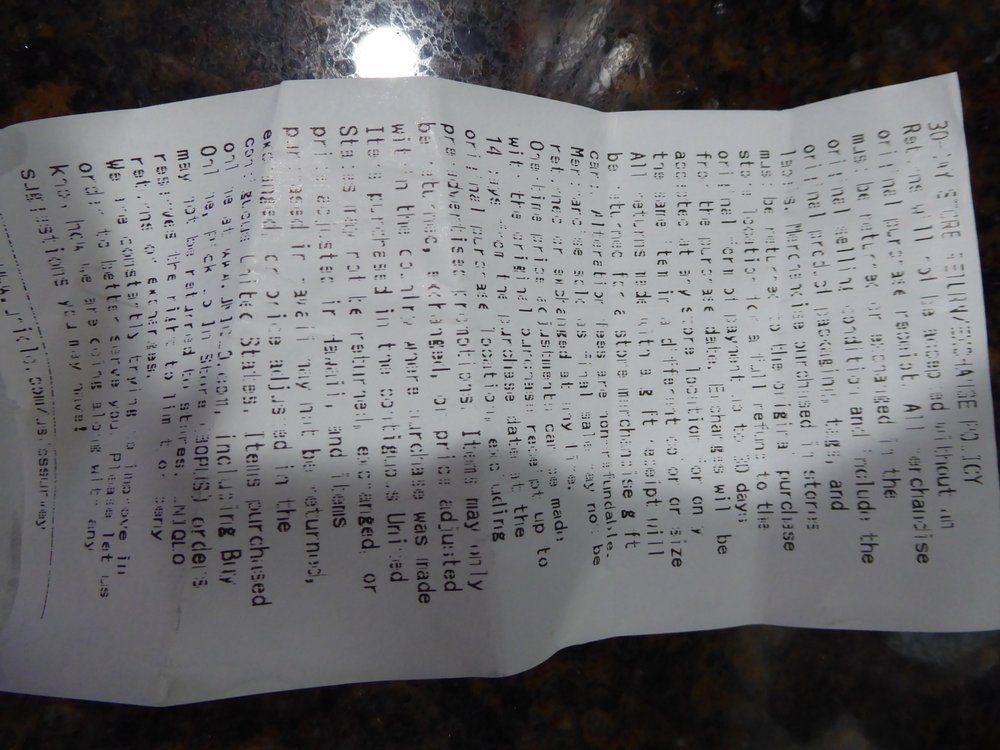 30-DAY STORE RETURN/EXCHANGE POLICY
Returns will not be accepted without an
original purchase receipt. All merchandise
must be returned or exchanged in the
original selling condition and include the
original product packaging, tags, and
labels. Merchandise purchased in stores
must be returned to the original purchase
store location for a full refund to the
original form of payment up to 30 days
from the purchase date. Exchanges will be
accepted at any store location for only
the same item in a different color or size
All returns made with a gift receipt will
be returned for a store merchandise gift
card. Alteration fees are non-refundable.
Merchandise sold as final sale may not be
returned or exchanged at any time.
One time price adjustments can be made
with the original purchase receipt up to
14 days from the purchase date at the
original purchase location, excluding
pre-advertised promotions. Items may only
be returned, exchanged, or price adjusted
within the country where purchase was made
Items purchased in the contiguous United
States may not be returned, exchanged, or
price adjusted in Hawaii, and items
purchased in Hawaii may not be returned,
exchanged or price adjusted in the
contiguous United States. Items purchased
online at www.uniqlo.com, including Buy
Online, Pick Up In Store (BOPUS) orders
may not be returned to stores. UNIQLO
reserves the right to limit or deny
returns or exchanges.
We're constantly trying to improve in
order to better serve you, please let us
know how we are doing along with any
suggestions you may have!